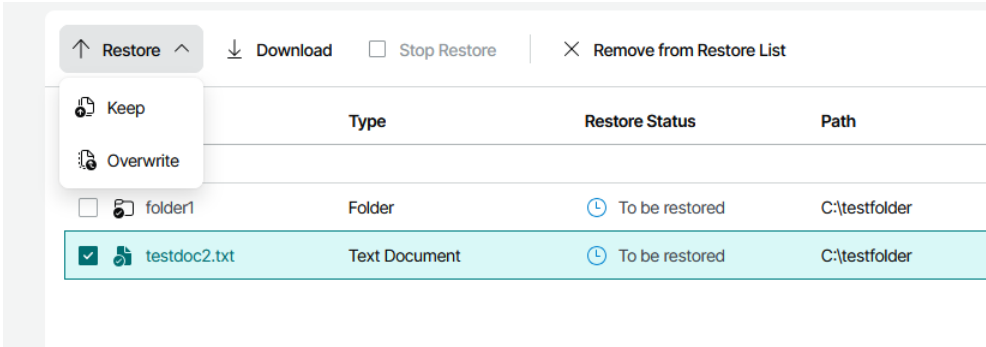 Restore Download Stop Restore Remove from Restore List
Keep
Overwrite
Type Restore Status Path
folder1 Folder To be restored C:\testfolder
testdoc2.txt Text Document To be restored C:\testfolder